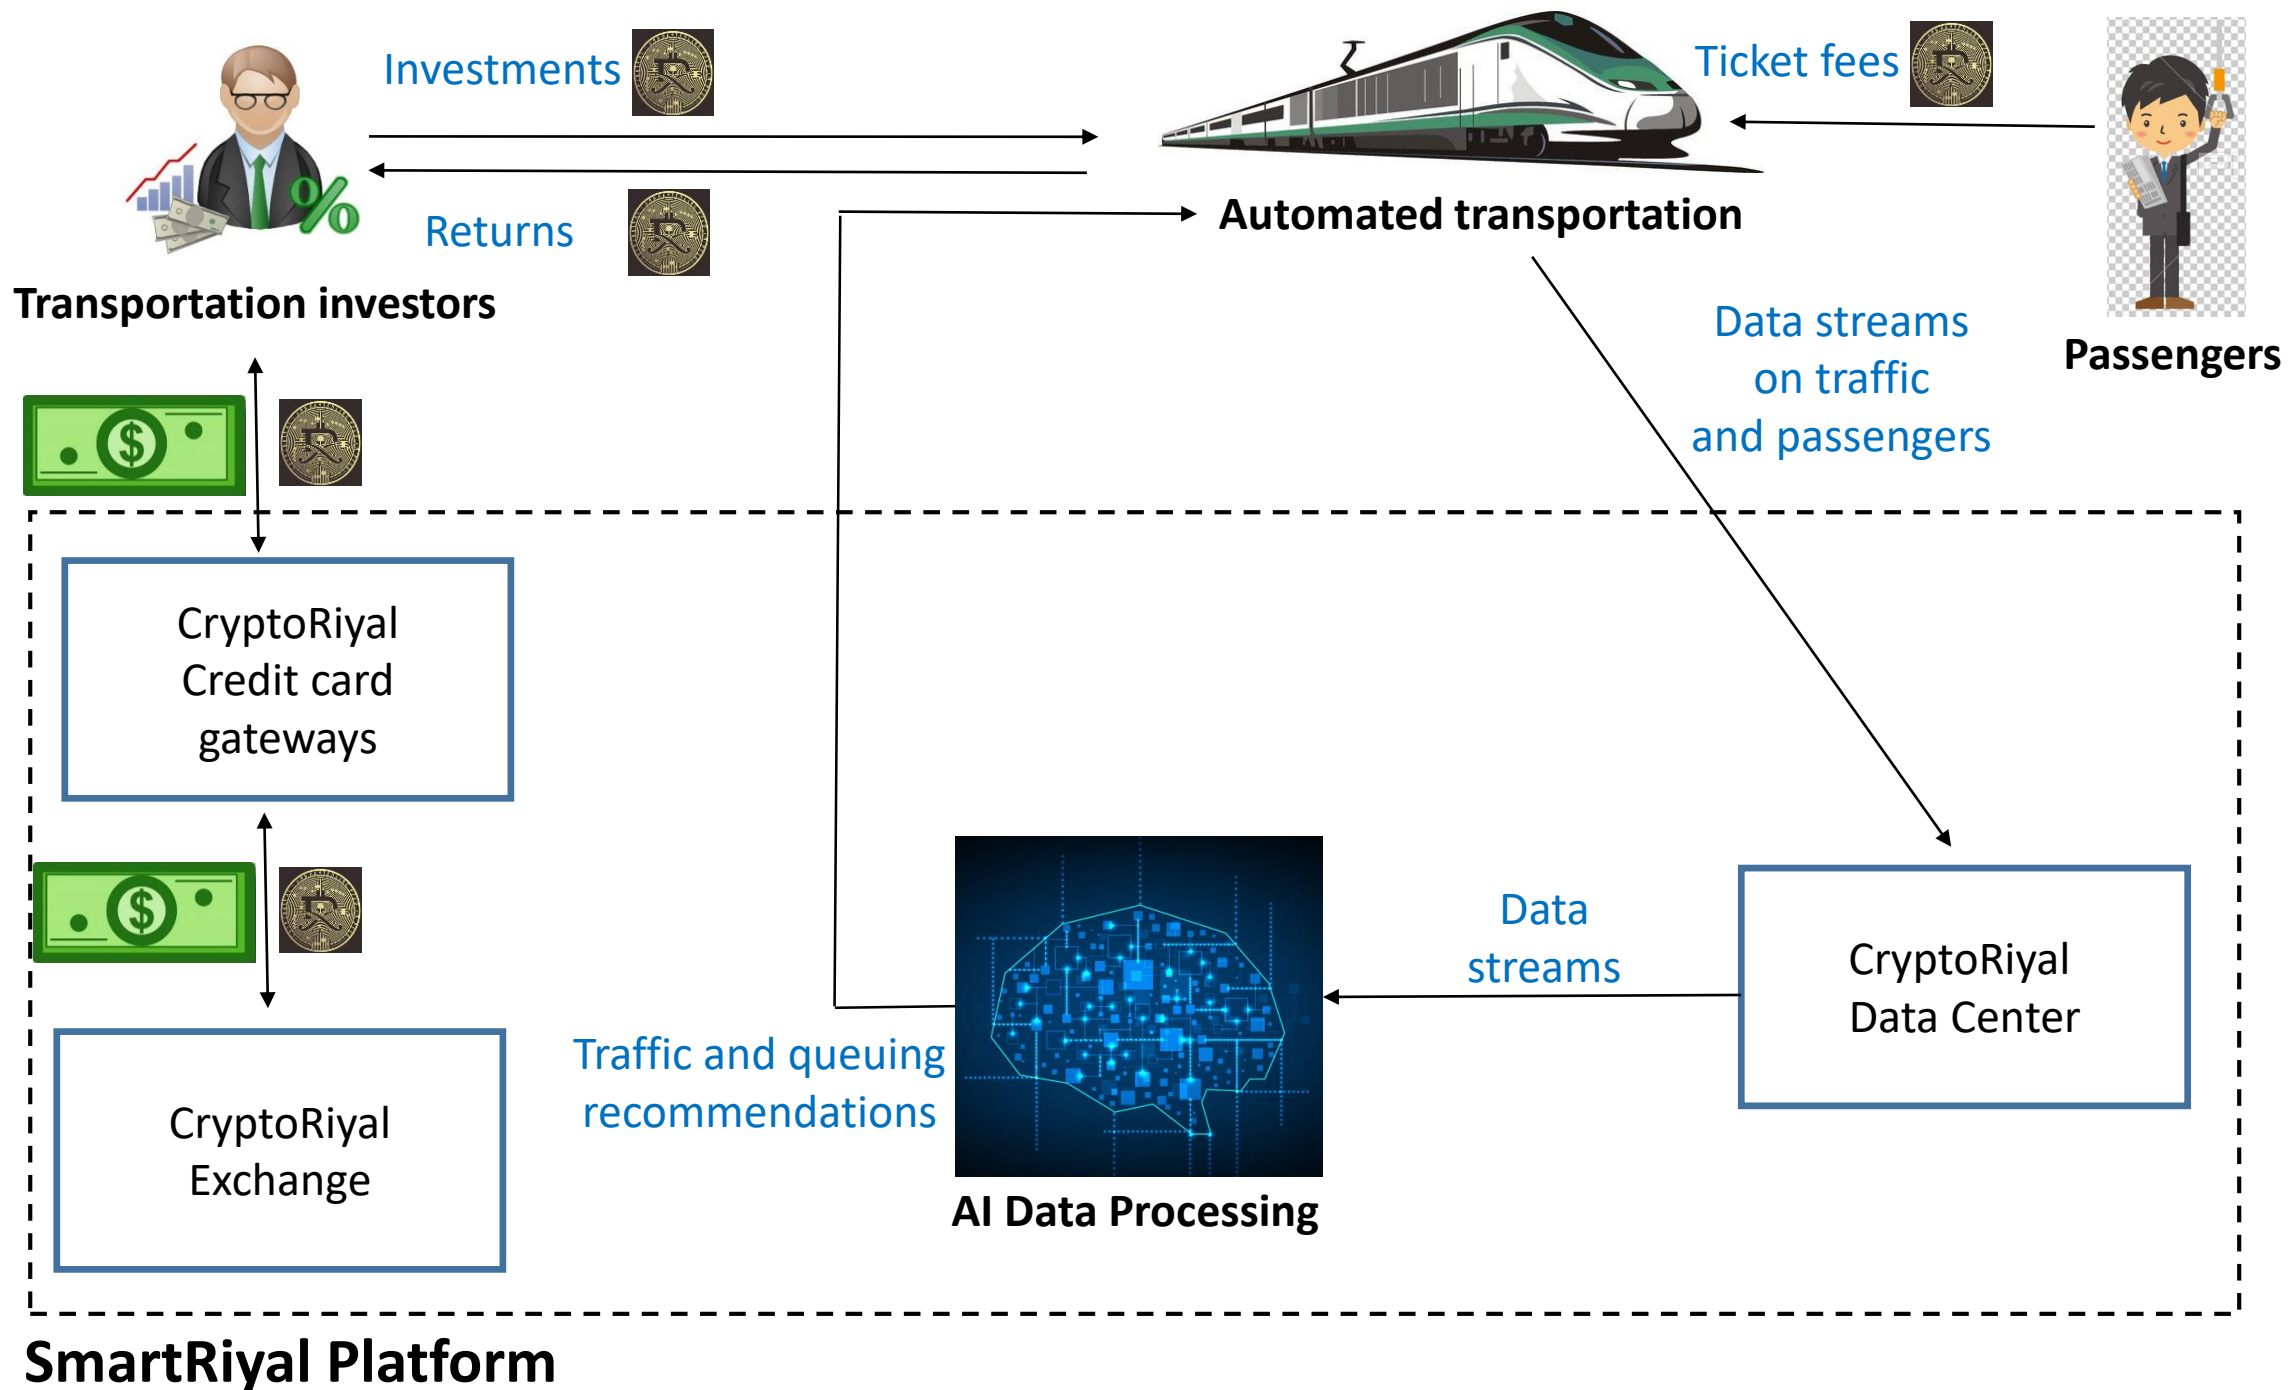 Investments
Ticket fees
Returns
Automated transportation
Transportation investors
Data streams
on traffic
and passengers
Passengers
$
CryptoRiyal
Credit card
gateways
$
Data
streams
CryptoRiyal
Data Center
Traffic and queuing
recommendations
CryptoRiyal
Exchange
AI Data Processing
SmartRiyal Platform